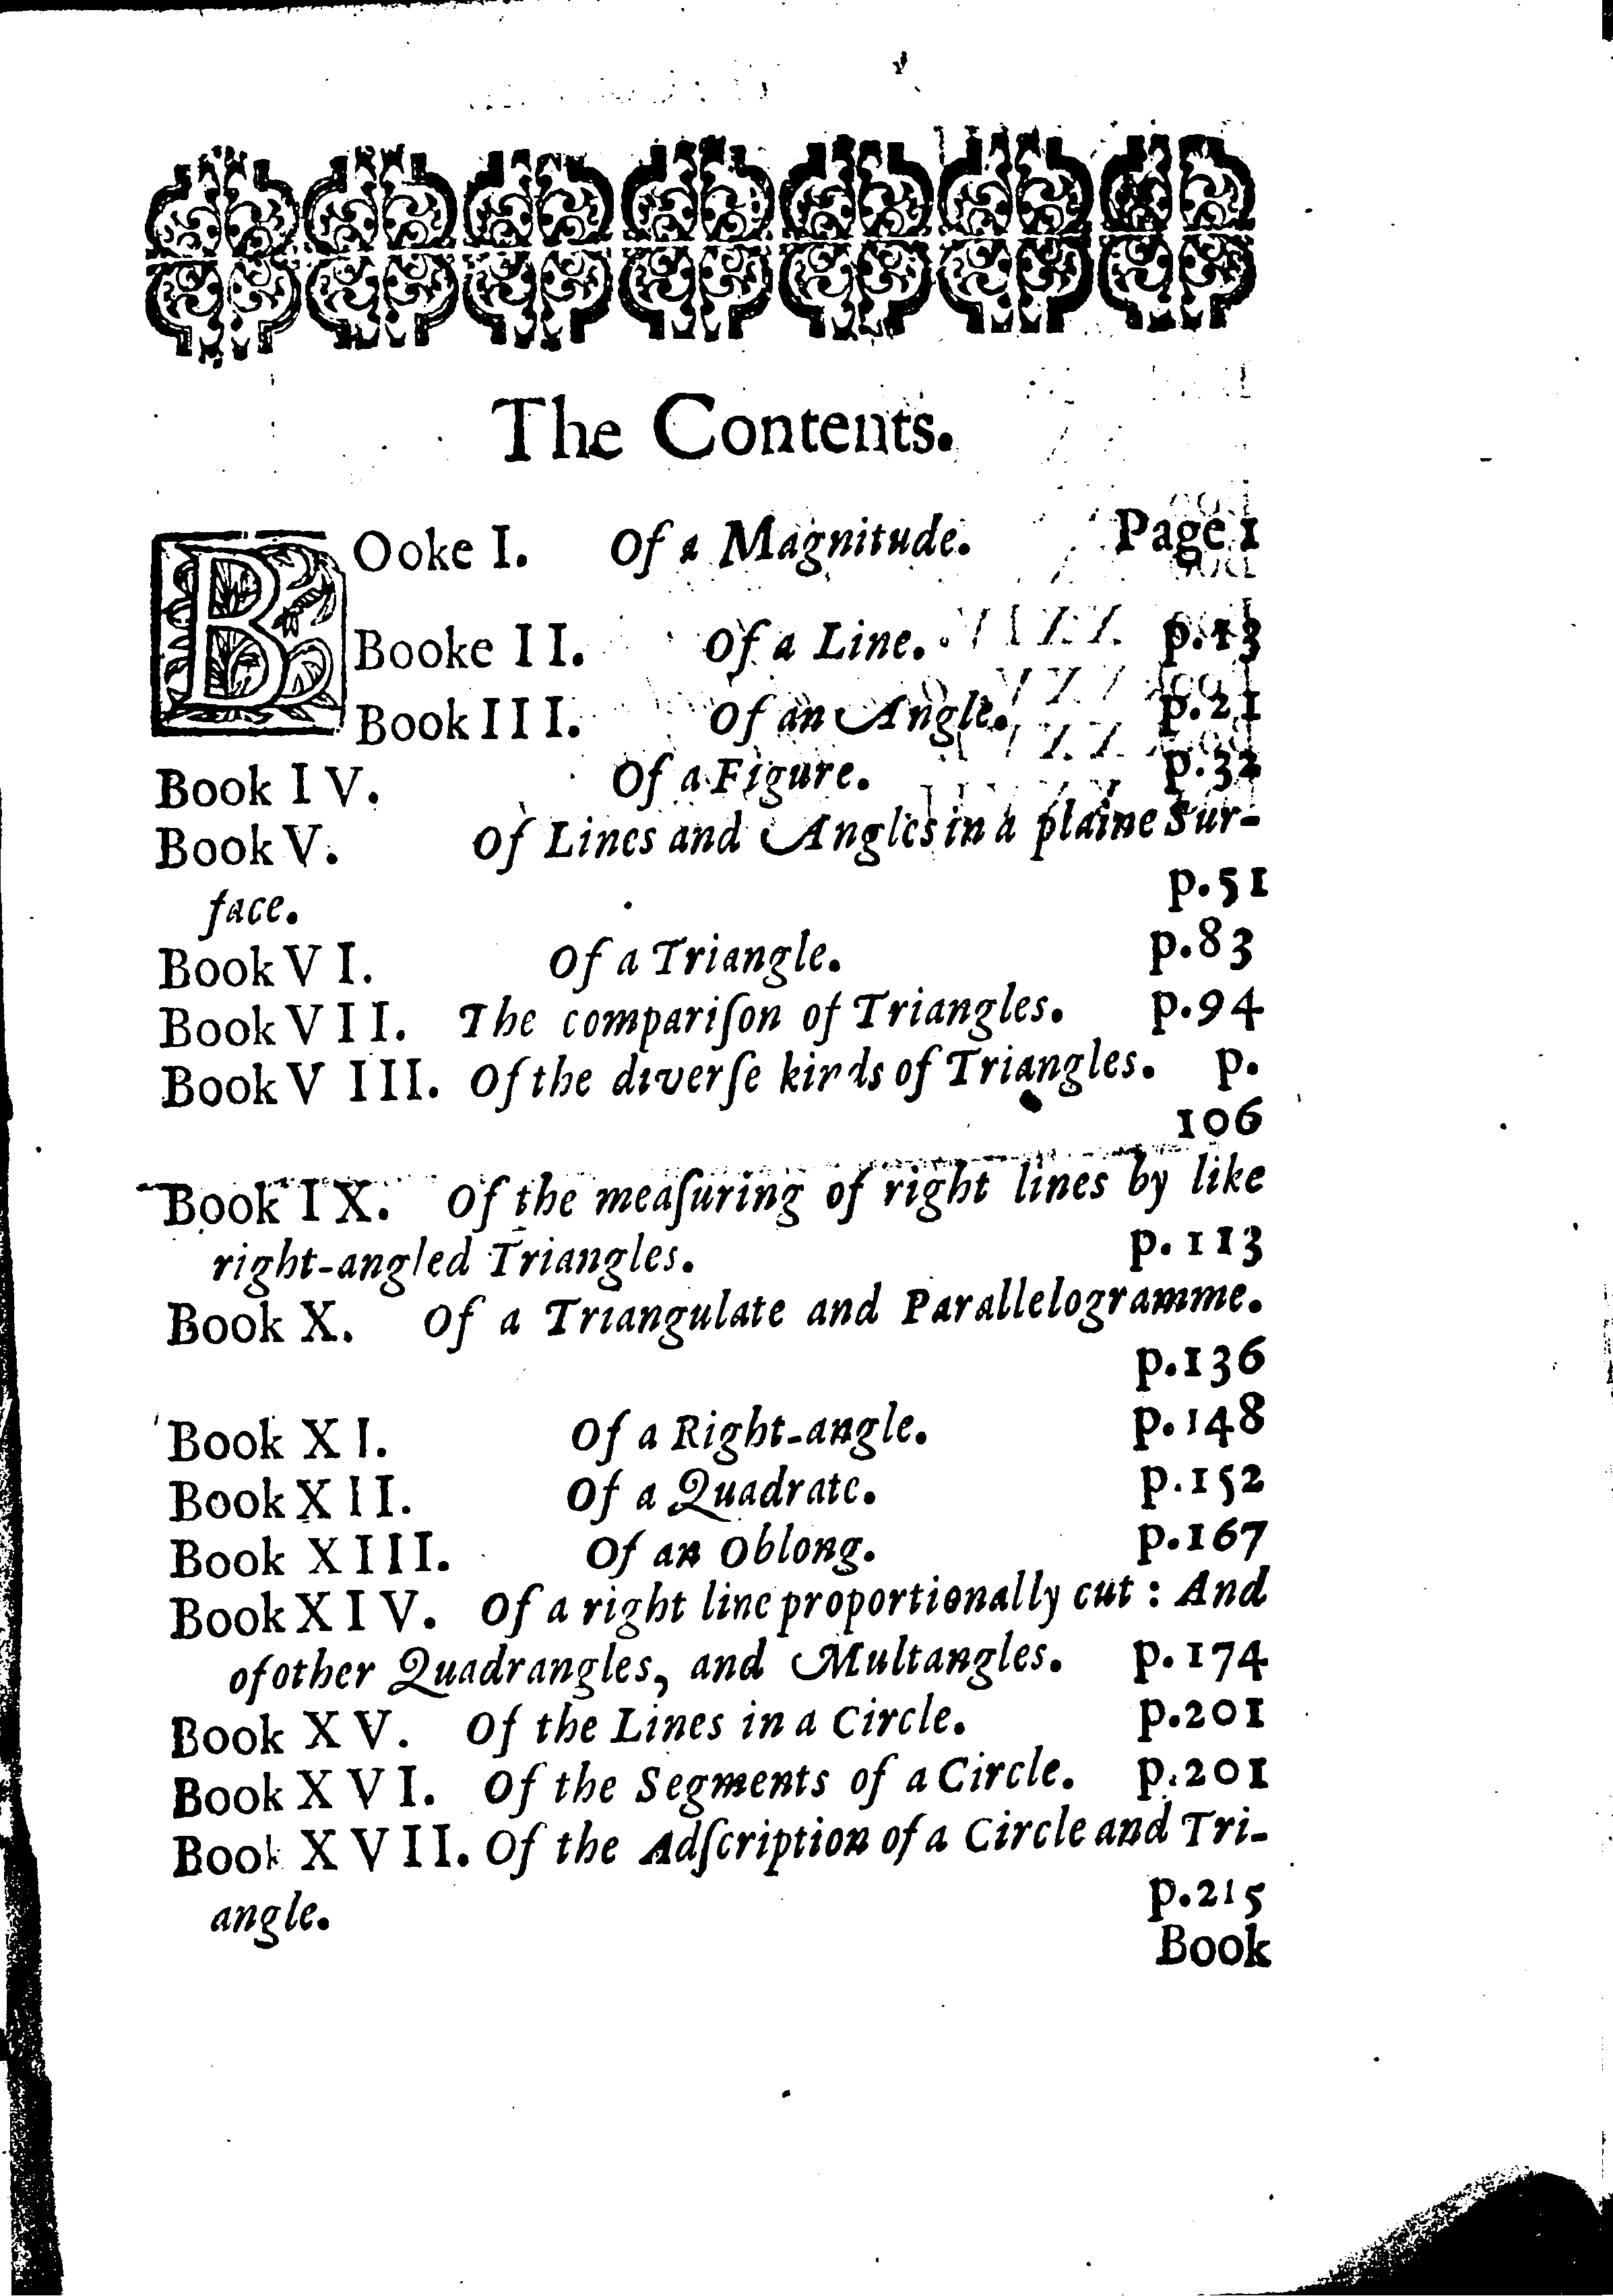 The Contents.
BOoke I. Of a Magnitude. Page 1
Booke II. Of a Line. p.13
Book III. Of an Angle. p.21
Book IV. Of a Figure. p.32
Book V. Of Lines and Angles in a plaine Sur-
face. p.51
Book VI. Of a Triangle. p.83
Book VII. The compariſon of Triangles. p.94
Book VIII. Of the diverſe kinds of Triangles. p.
106
Book IX. Of the meaſuring of right lines by like
right-angled Triangles. p.113
Book X. Of a Triangulate and Parallelogramme.
p.136
Book XI. Of a Right-angle. p.148
Book XII. Of a Quadrate. p.152
Book XIII. Of an Oblong. p.167
Book XIV. Of a right line proportionally cut : And
of other Quadrangles, and Multangles. p.174
Book XV. Of the Lines in a Circle. p.201
Book XVI. Of the Segments of a Circle. p.201
Book XVII. Of the Adſcription of a Circle and Tri-
angle. p.215
Book